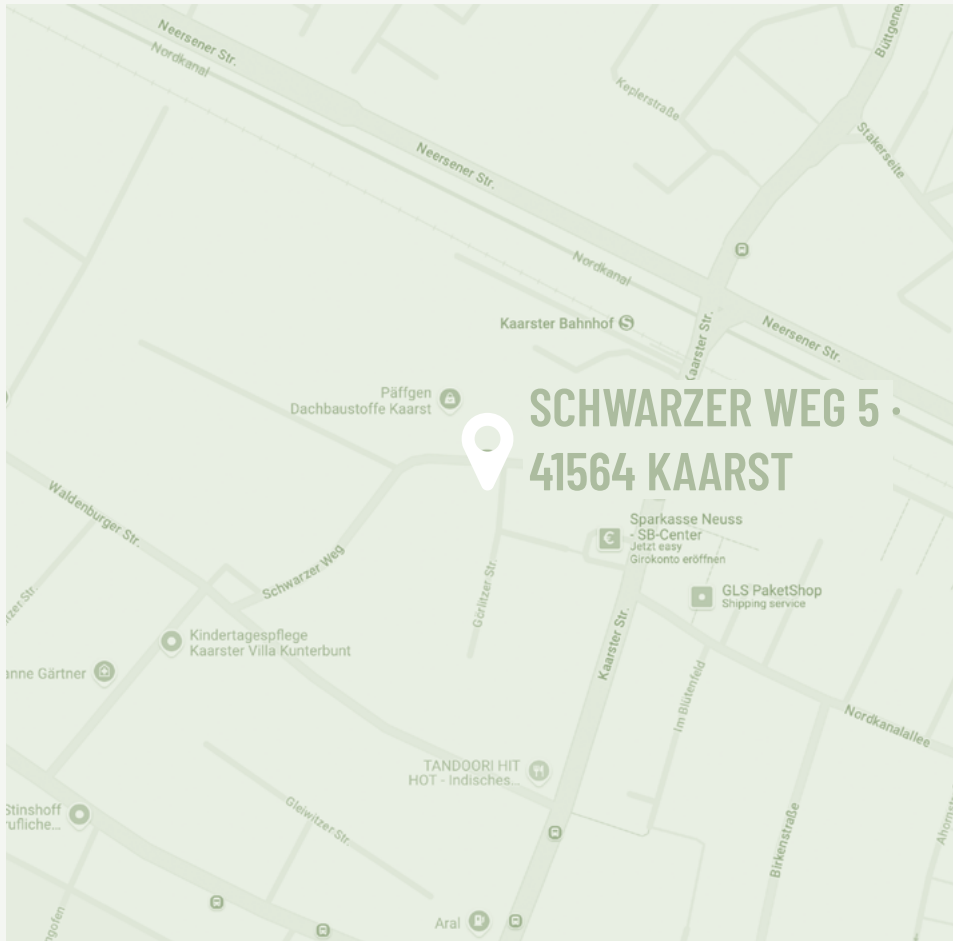 Neersener Str.
Nordkanal
Büttgener
Keplerstraße
Stakerseite
Neersener Str.
Nordkanal
Kaarster Bahnhof S
Kaarster Str.
Neersener Str.
Päffgen
Dachbaustoffe Kaarst
SCHWARZER WEG 5 •
41564 KAARST
Waldenburger Str.
Sparkasse Neuss
- SB-Center
Jetzt easy
Girokonto eröffnen
Schwarzer Weg
Görlitzer Str.
GLS PaketShop
Shipping service
Kindertagespflege
Kaarster Villa Kunterbunt
Kaarster Str.
anne Gärtner
Im Blütenfeld
Nordkanalallee
TANDOORI HIT
HOT - Indisches...
Stinshoff
rufliche...
Gleiwitzer Str.
Birkenstraße
Aral